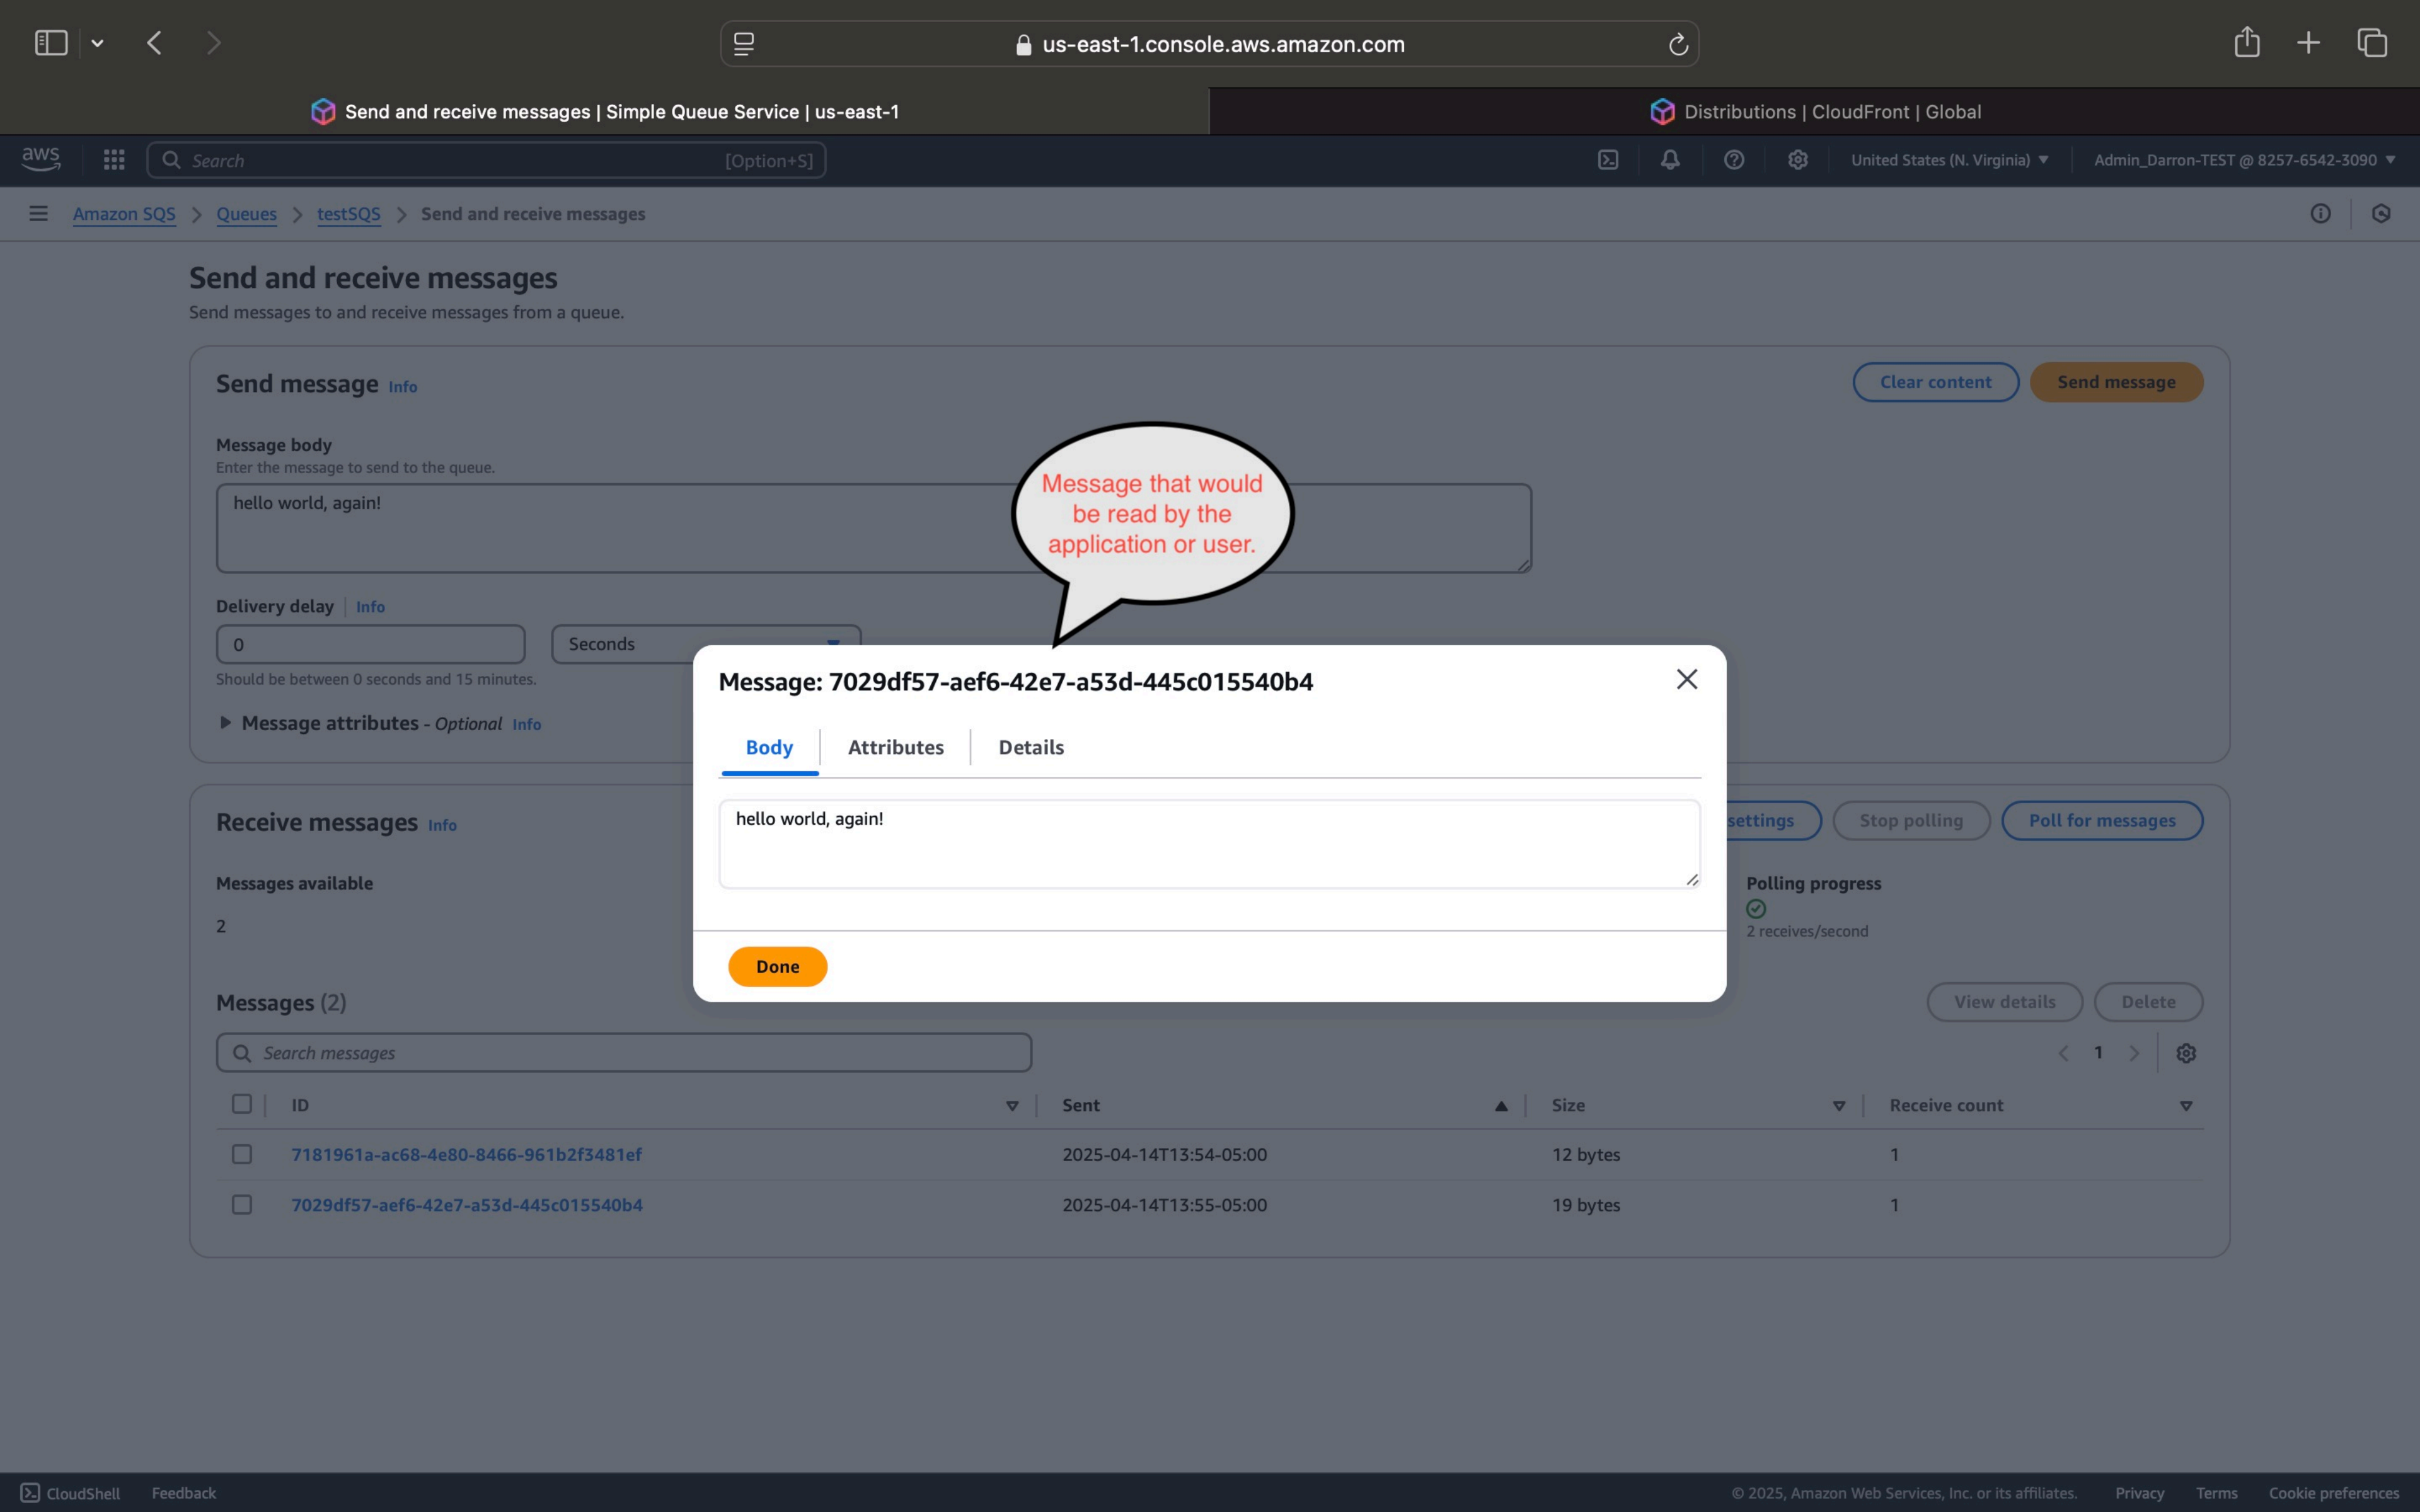 us-east-1.console.aws.amazon.com
Send and receive messages | Simple Queue Service | us-east-1
Distributions | CloudFront | Global
aws
Search [Option+S]
United States (N. Virginia)
Admin_Darron-TEST @ 8257-6542-3090
Amazon SQS > Queues > testSQS > Send and receive messages
Send and receive messages
Send messages to and receive messages from a queue.
Send message Info
Clear content
Send message
Message body
Enter the message to send to the queue.
hello world, again!
Message that would
be read by the
application or user.
Delivery delay Info
0
Seconds
Should be between 0 seconds and 15 minutes.
Message attributes - Optional Info
Message: 7029df57-aef6-42e7-a53d-445c015540b4
Body Attributes Details
hello world, again!
Done
Receive messages Info
settings
Stop polling
Poll for messages
Messages available
2
Polling progress
2 receives/second
Messages (2)
View details
Delete
Search messages
1
ID Sent Size Receive count
7181961a-ac68-4e80-8466-961b2f3481ef 2025-04-14T13:54-05:00 12 bytes 1
7029df57-aef6-42e7-a53d-445c015540b4 2025-04-14T13:55-05:00 19 bytes 1
CloudShell Feedback
© 2025, Amazon Web Services, Inc. or its affiliates. Privacy Terms Cookie preferences